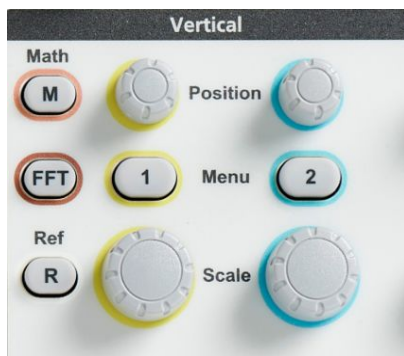 Vertical
Math
M
Position
FFT
1
Menu
2
Ref
R
Scale